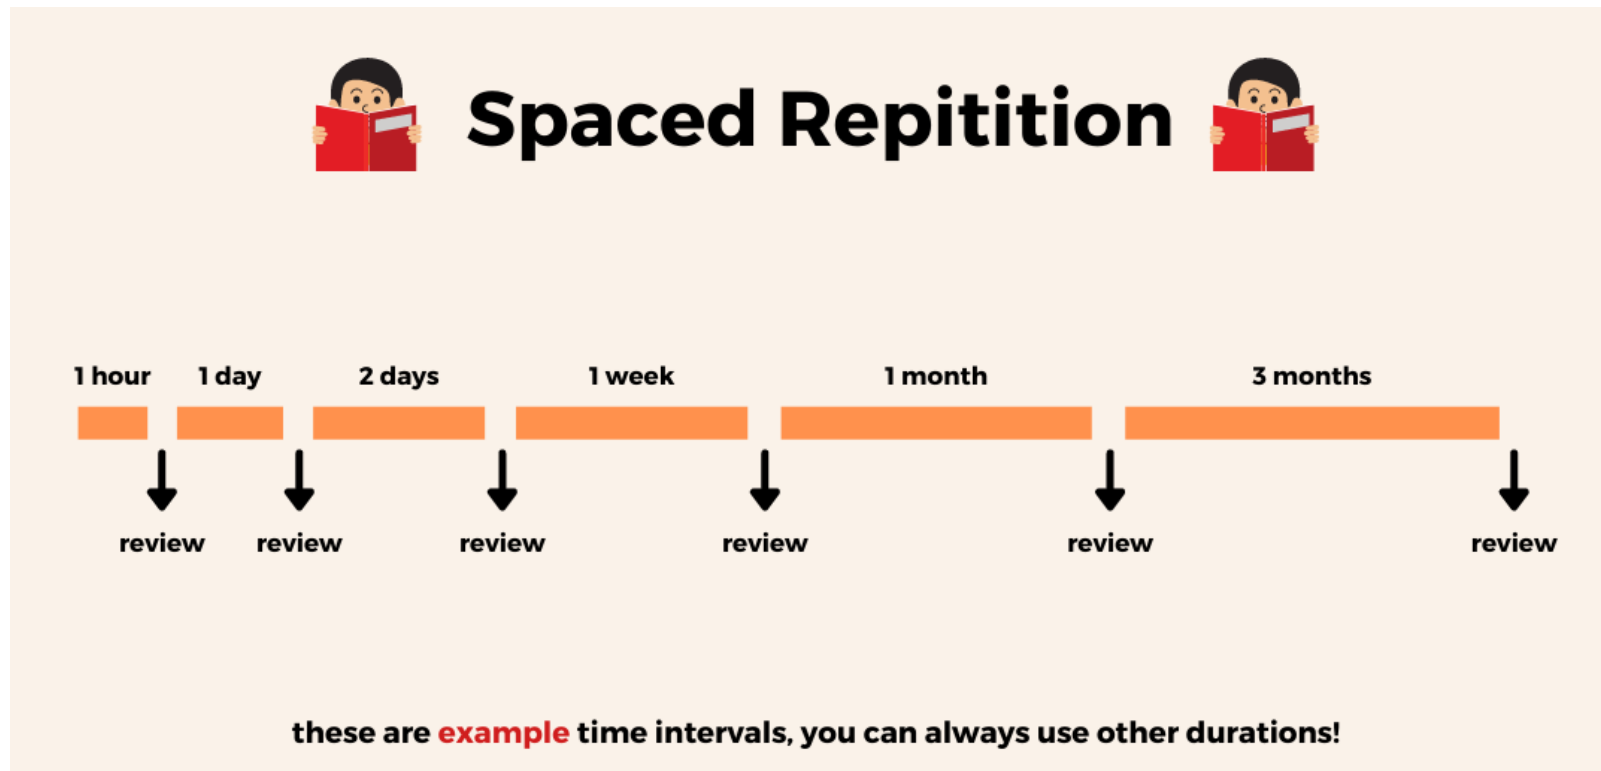 Spaced Repitition
1 hour 1 day 2 days 1 week 1 month 3 months
review review review review review review
these are example time intervals, you can always use other durations!